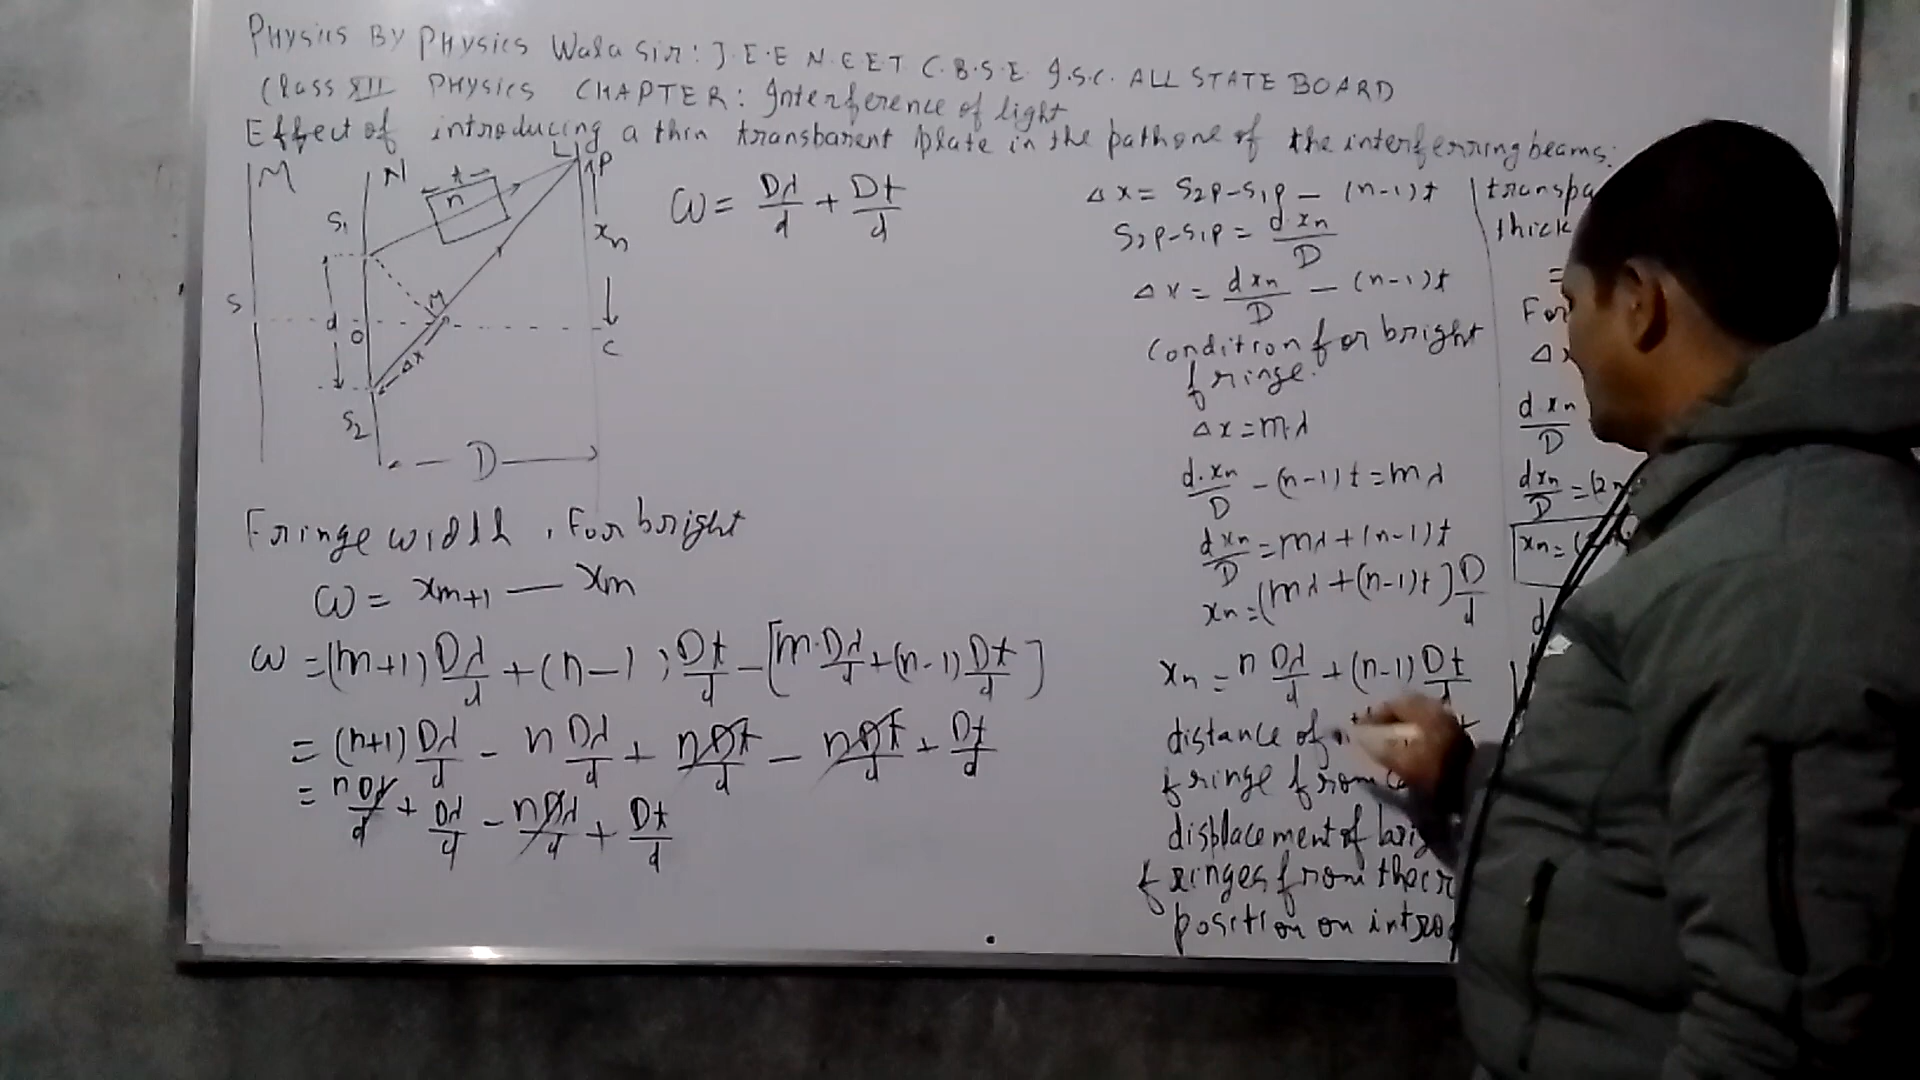 Physics By Physics Wala Sir: J.E.E N.E.E.T C.B.S.E. I.S.C. ALL STATE BOARD
Class XII PHYSICS CHAPTER: Interference of light
Effect of introducing a thin transbarent plate in the path one of the interferring beams:
M
N
t
n
L
P
S1
xn
S
d
O
M
Δx
C
S2
D
ω = Dλ/d + Dt/d
Fringe width, For bright
ω = xm+1 — xm
ω = (m+1) Dλ/d + (n-1) Dt/d - [m·Dλ/d + (n-1) Dt/d]
= (n+1) Dλ/d - n Dλ/d + nDt/d - nDt/d + Dt/d
= nDλ/d + Dλ/d - nDλ/d + Dt/d
Δx = S2P-S1P - (n-1)t
S2P-S1P = d·xn/D
Δx = dxn/D - (n-1)t
condition for bright
fringe.
Δx = mλ
d·xn/D - (n-1)t = mλ
dxn/D = mλ + (n-1)t
xn = (mλ + (n-1)t) D/d
xn = n Dλ/d + (n-1) Dt/d
distance of
fringe from
displacement of
fringes from their
position on
thick
=
For
Δx
d·xn/D
dxn/D = (2
xn = (